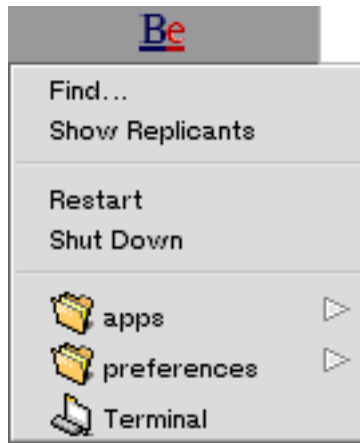 Be
Find...
Show Replicants
Restart
Shut Down
apps
preferences
Terminal